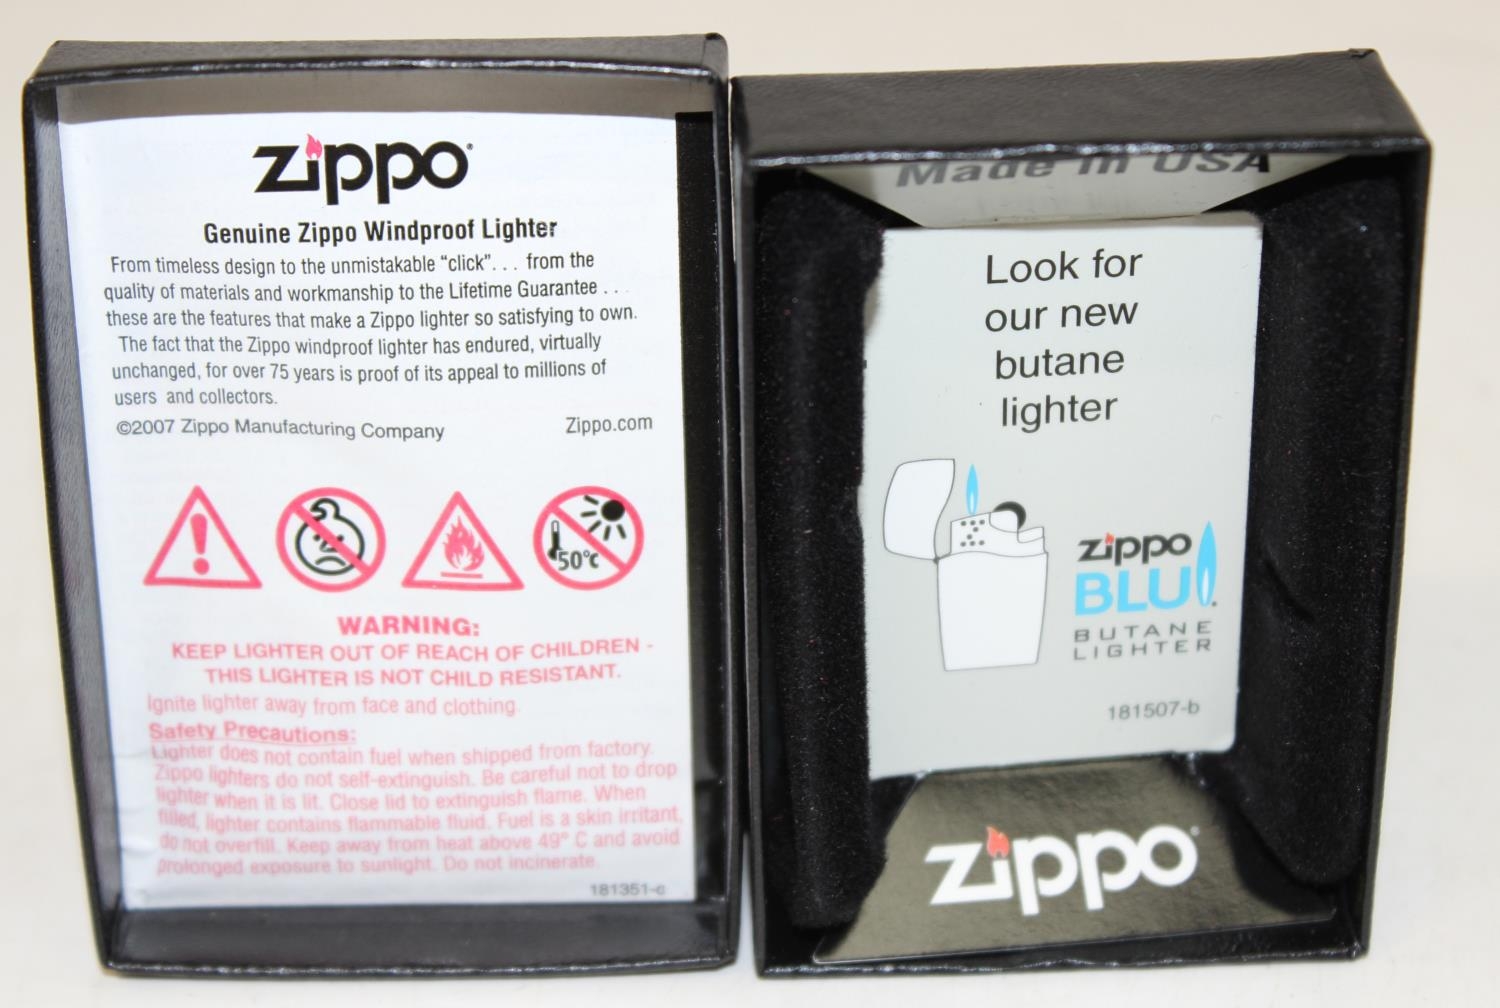 zippo
Genuine Zippo Windproof Lighter
From timeless design to the unmistakable “click”. . . from the
quality of materials and workmanship to the Lifetime Guarantee . . .
these are the features that make a Zippo lighter so satisfying to own.
The fact that the Zippo windproof lighter has endured, virtually
unchanged, for over 75 years is proof of its appeal to millions of
users and collectors.
©2007 Zippo Manufacturing Company Zippo.com
50°c
WARNING:
KEEP LIGHTER OUT OF REACH OF CHILDREN -
THIS LIGHTER IS NOT CHILD RESISTANT.
Ignite lighter away from face and clothing.
Safety Precautions:
Lighter does not contain fuel when shipped from factory.
Zippo lighters do not self-extinguish. Be careful not to drop
lighter when it is lit. Close lid to extinguish flame. When
filled, lighter contains flammable fluid. Fuel is a skin irritant,
do not overfill. Keep away from heat above 49° C and avoid
prolonged exposure to sunlight. Do not incinerate.
181351-c
Made in USA
Look for
our new
butane
lighter
zippo
BLU
BUTANE
LIGHTER
181507-b
zippo